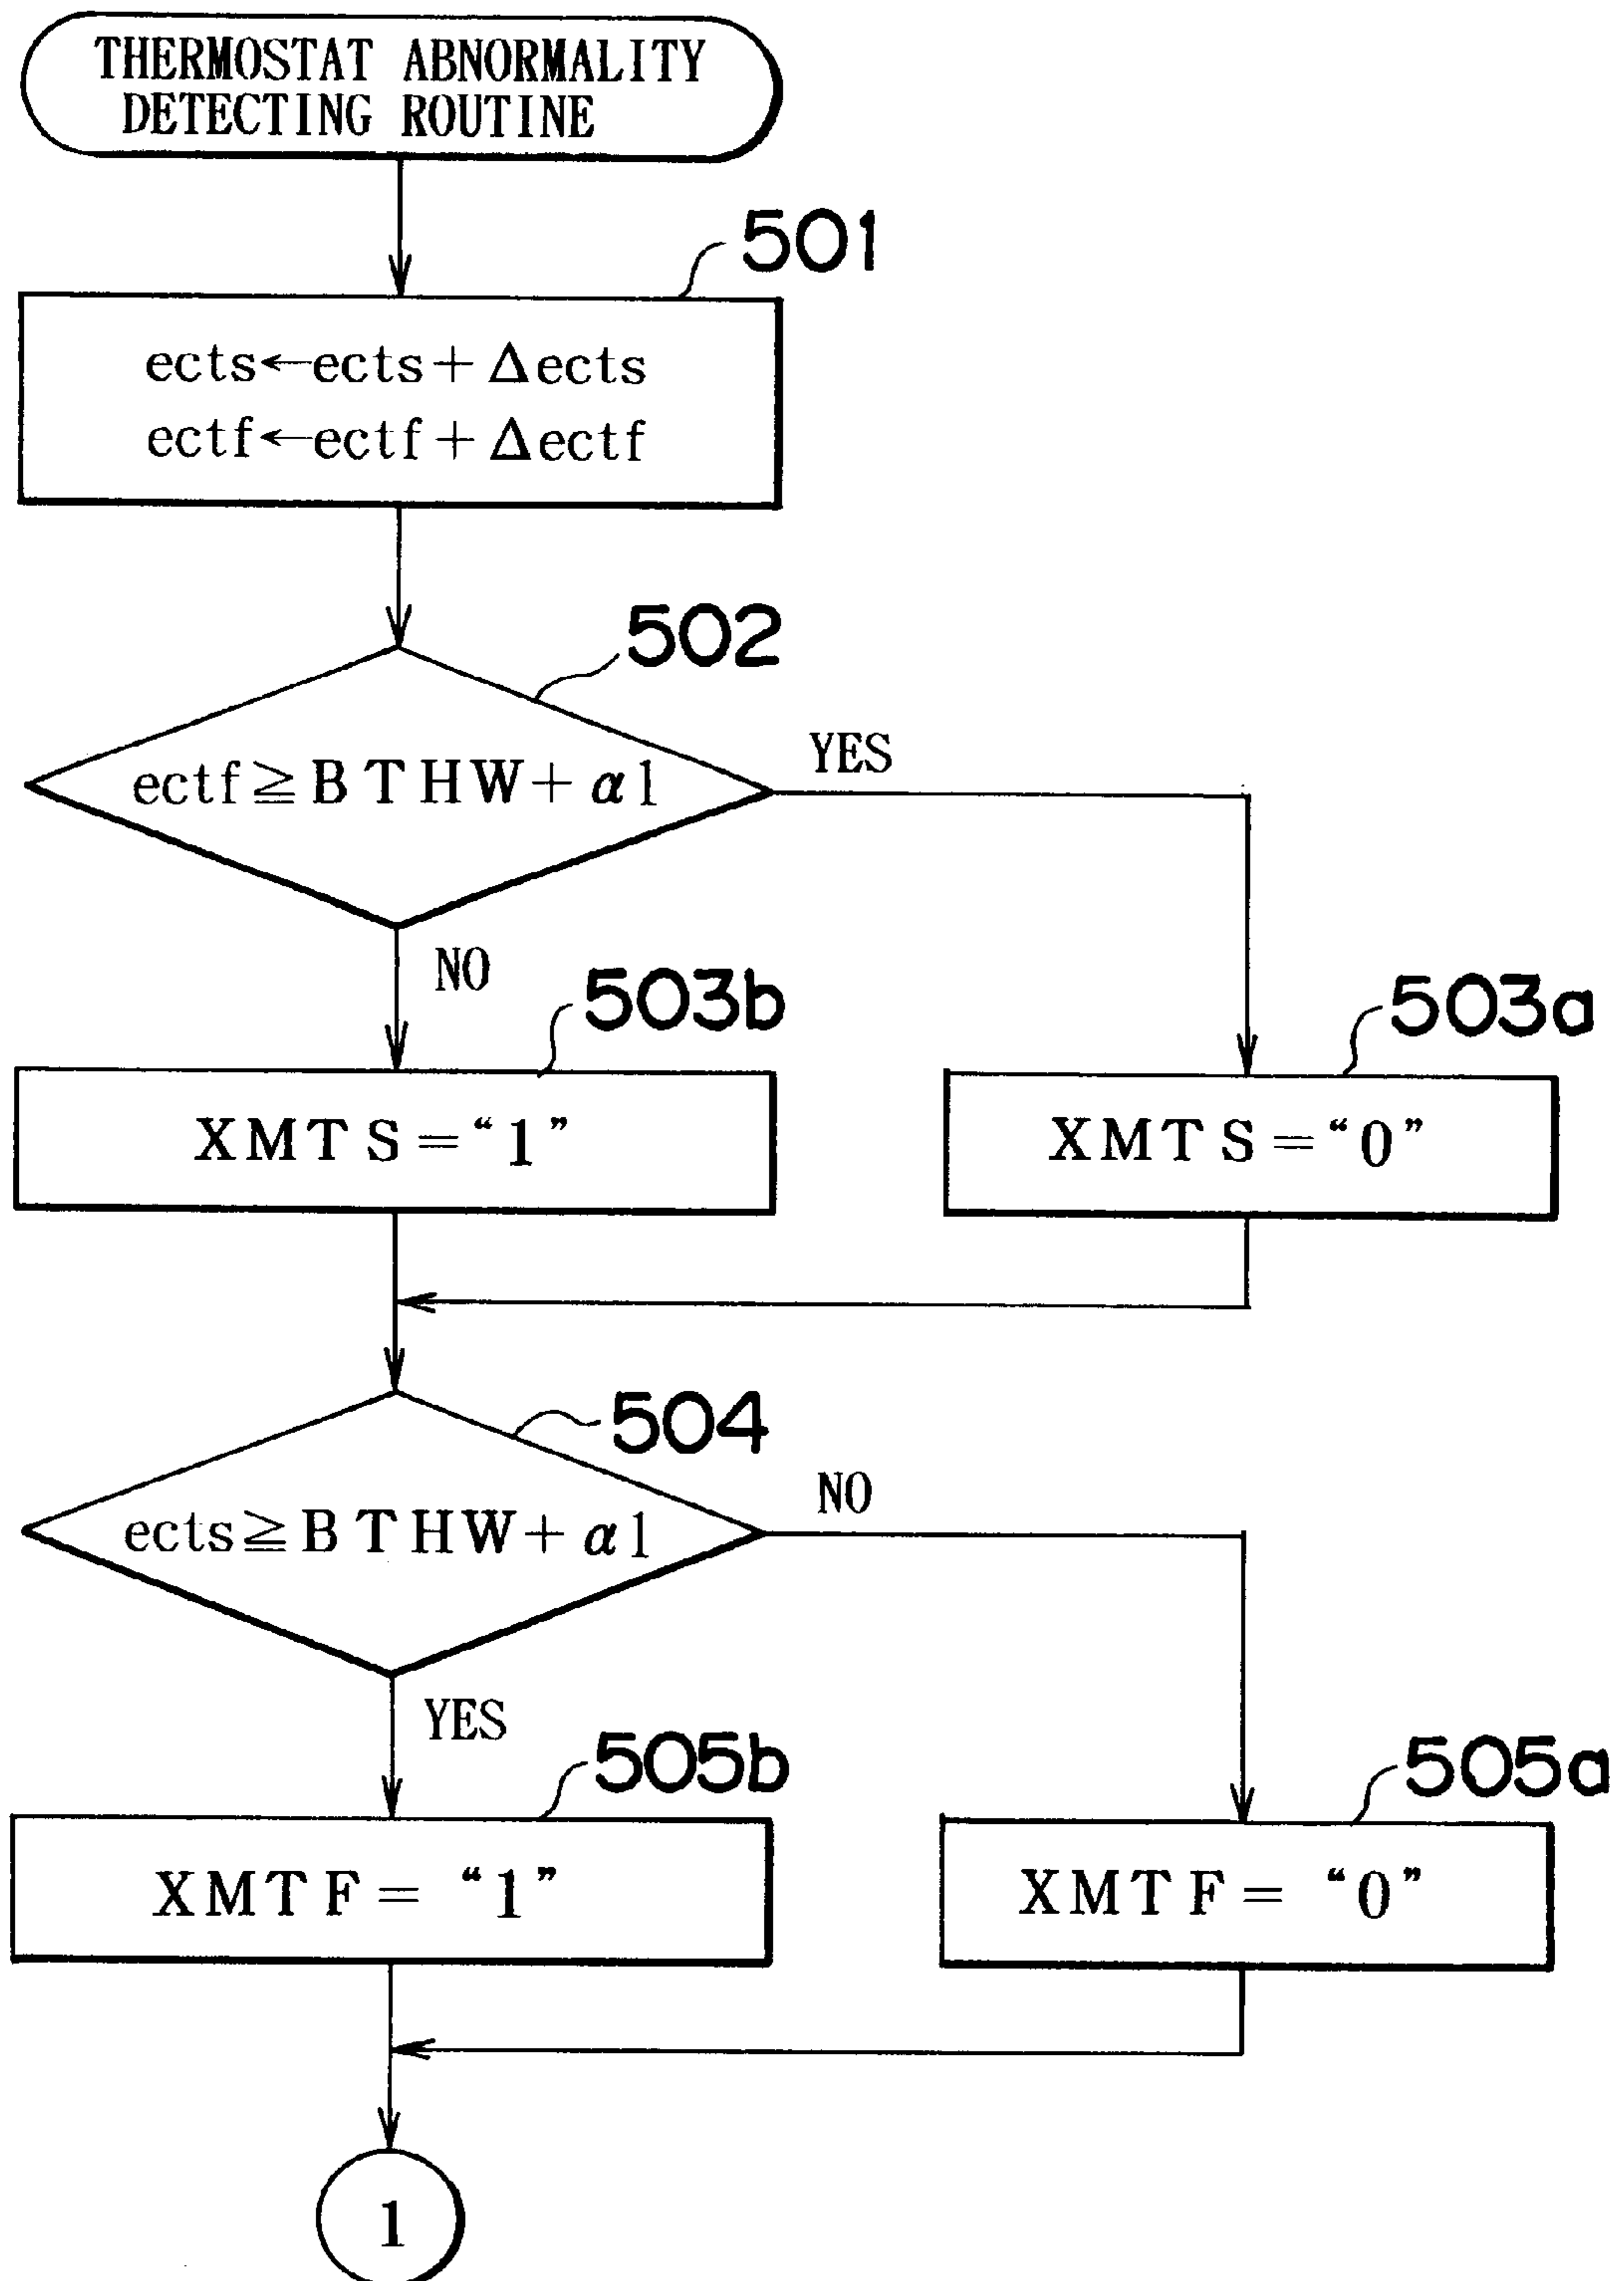 THERMOSTAT ABNORMALITY
DETECTING ROUTINE
501
ects←ects+Δects
ectf←ectf+Δectf
502
ectf≧BTHW+α1
YES
NO
503b
503a
XMTS=“1”
XMTS=“0”
504
ects≧BTHW+α1
NO
YES
505b
505a
XMTF=“1”
XMTF=“0”
1